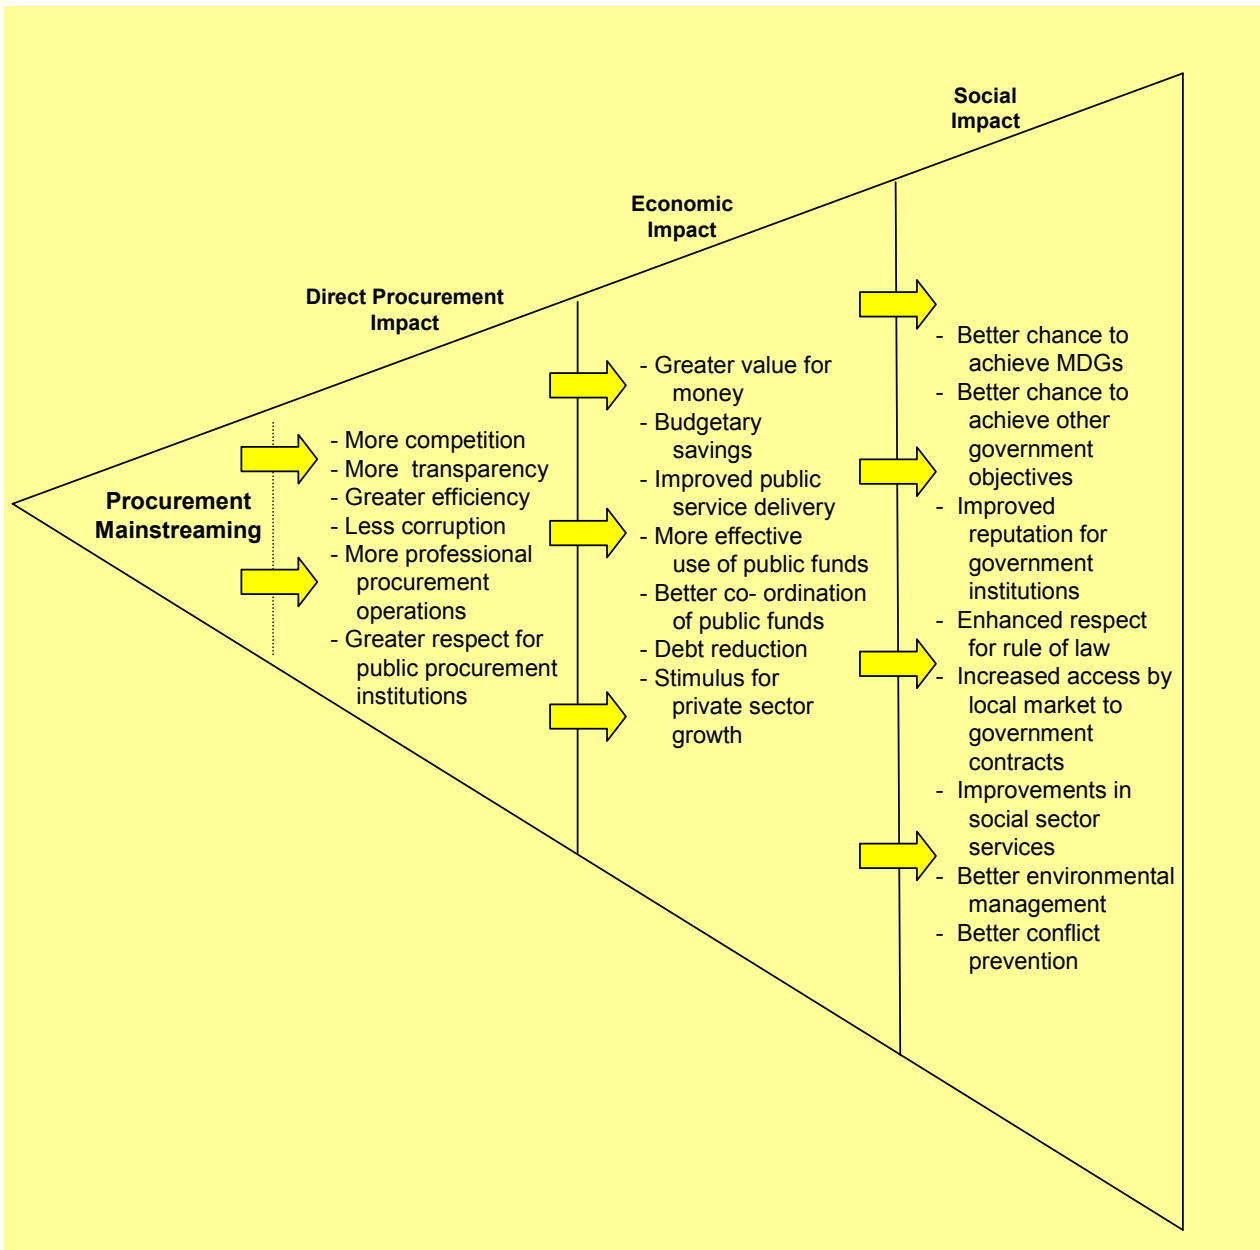 Social
Impact
Economic
Impact
Direct Procurement
Impact
Procurement
Mainstreaming
- More competition
- More  transparency
- Greater efficiency
- Less corruption
- More professional
procurement
operations
- Greater respect for
public procurement
institutions
- Greater value for
money
- Budgetary
savings
- Improved public
service delivery
- More effective
use of public funds
- Better co- ordination
of public funds
- Debt reduction
- Stimulus for
private sector
growth
- Better chance to
achieve MDGs
- Better chance to
achieve other
government
objectives
- Improved
reputation for
government
institutions
- Enhanced respect
for rule of law
- Increased access by
local market to
government
contracts
- Improvements in
social sector
services
- Better environmental
management
- Better conflict
prevention